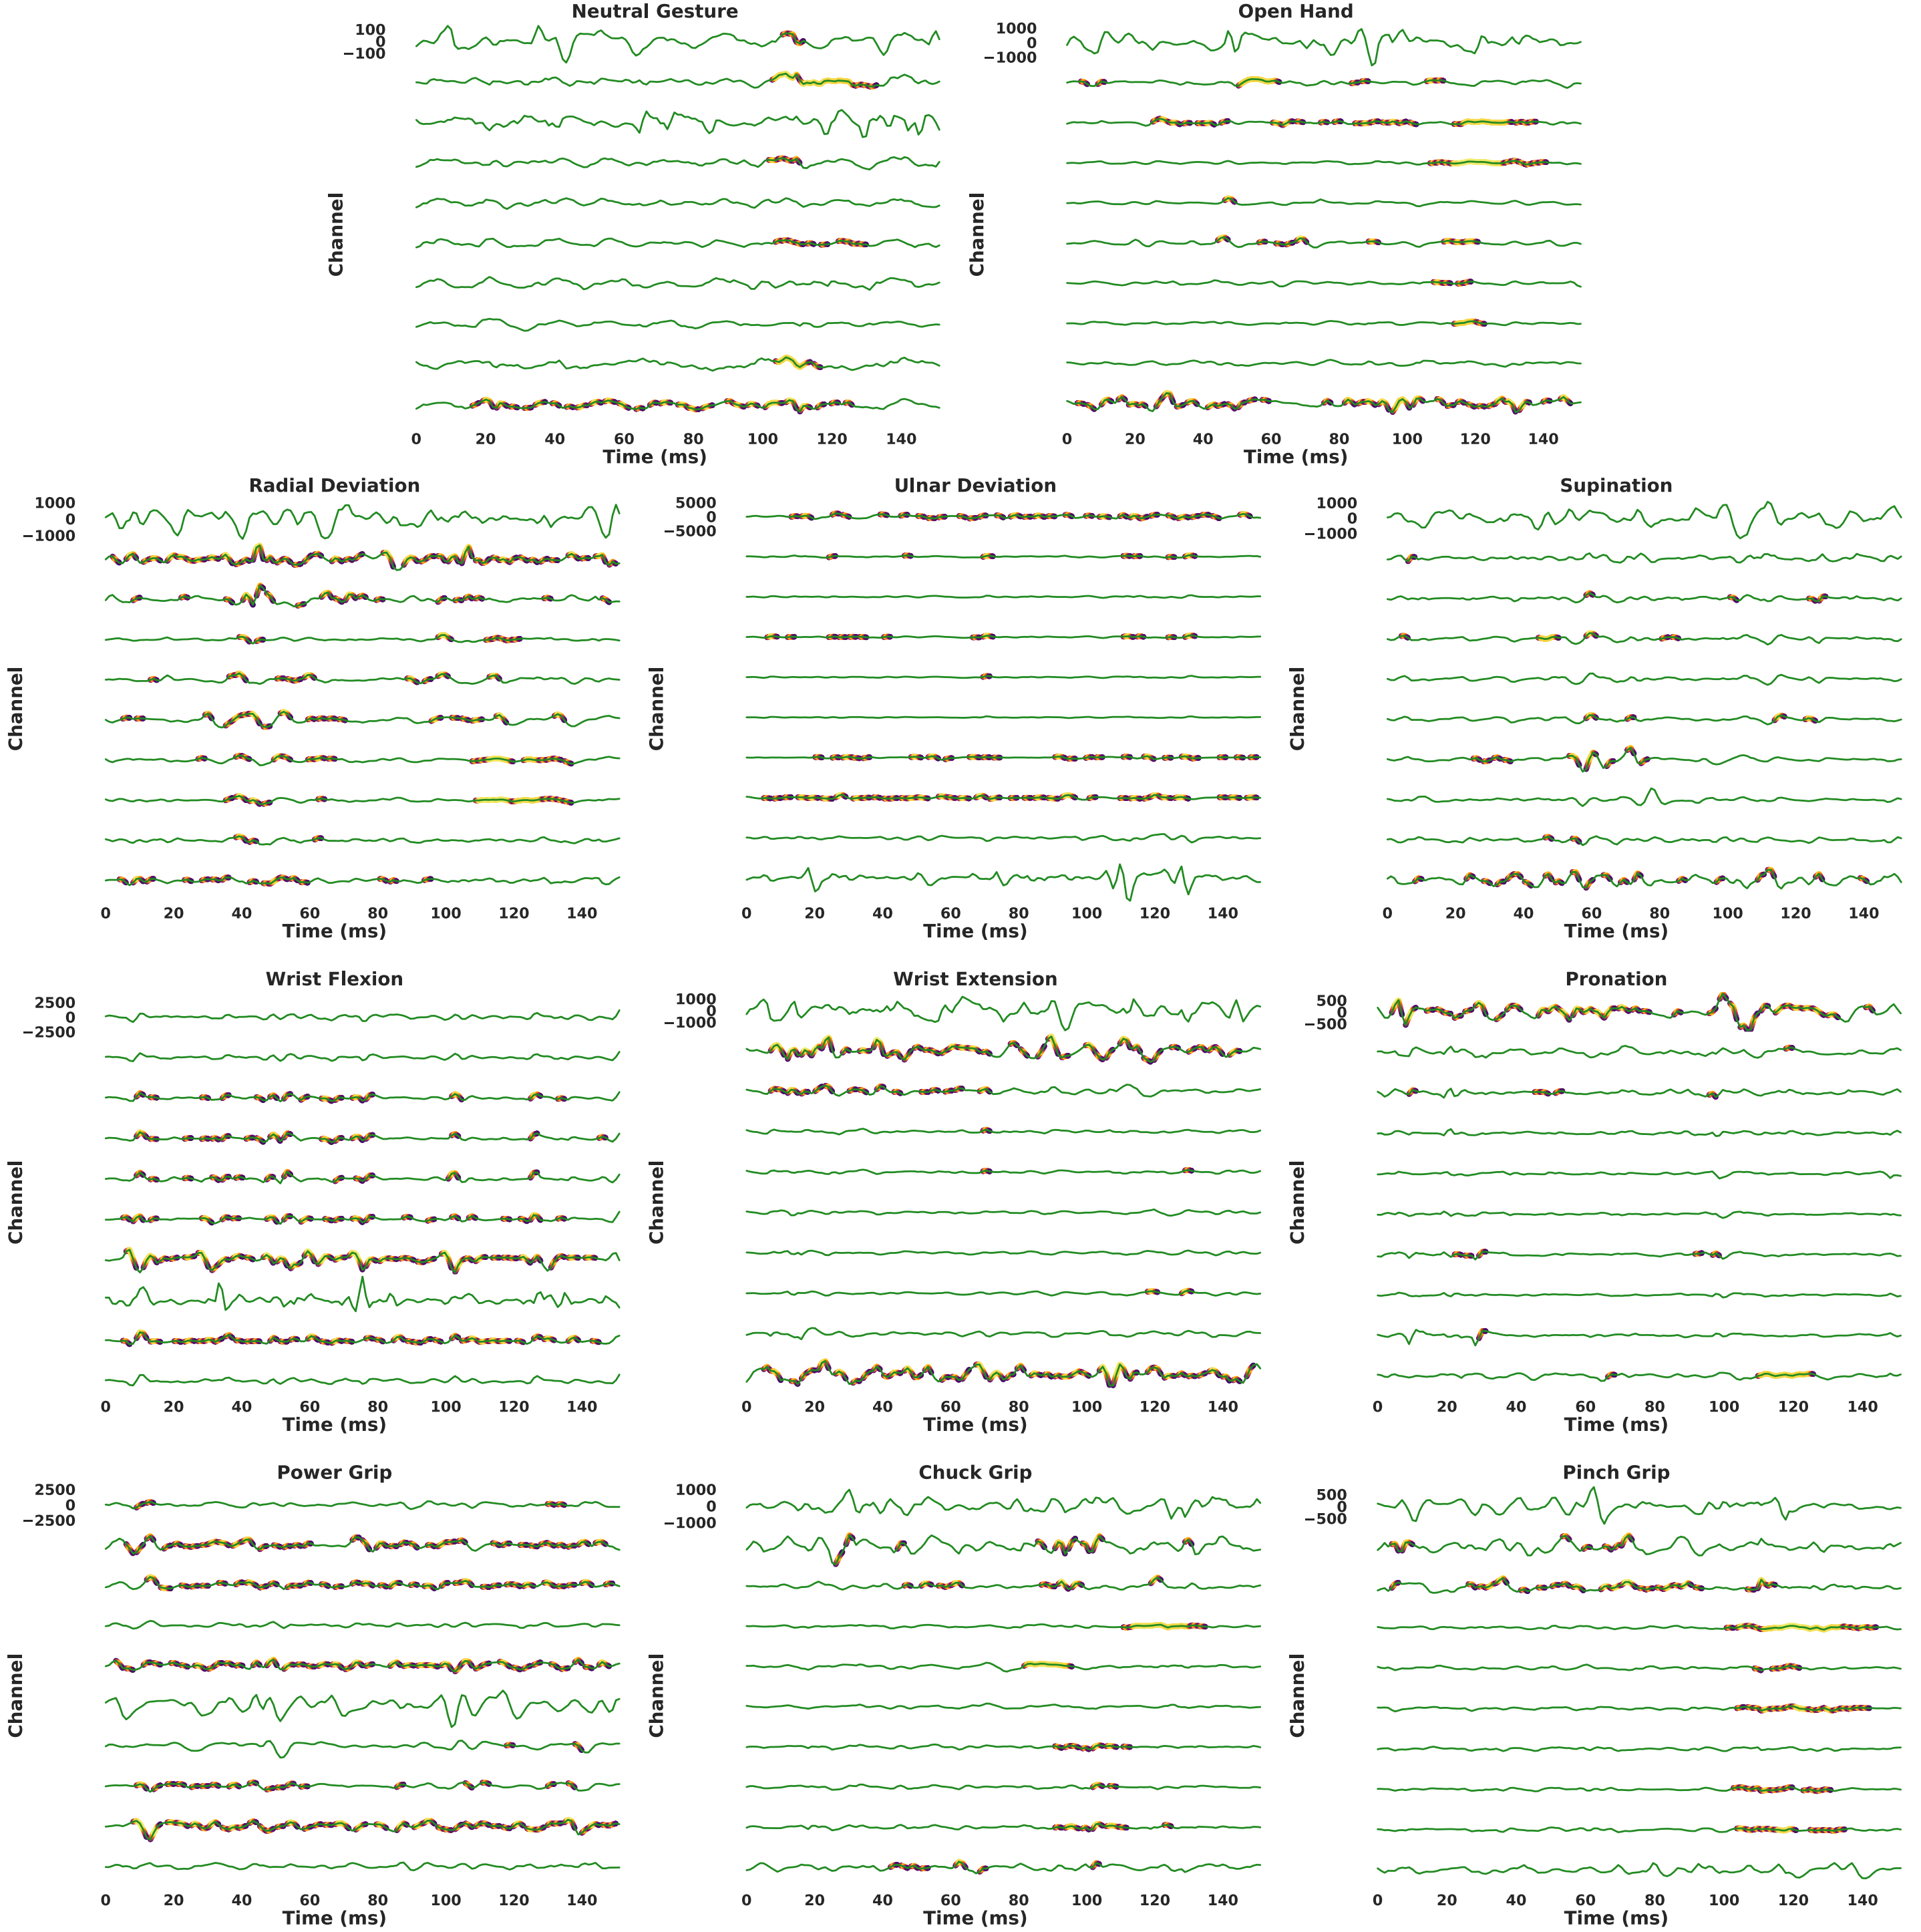 Neutral Gesture
100
0
−100
Channel
0 20 40 60 80 100 120 140
Time (ms)
Open Hand
1000
0
−1000
Channel
0 20 40 60 80 100 120 140
Time (ms)
Radial Deviation
1000
0
−1000
Channel
0 20 40 60 80 100 120 140
Time (ms)
Ulnar Deviation
5000
0
−5000
Channel
0 20 40 60 80 100 120 140
Time (ms)
Supination
1000
0
−1000
Channel
0 20 40 60 80 100 120 140
Time (ms)
Wrist Flexion
2500
0
−2500
Channel
0 20 40 60 80 100 120 140
Time (ms)
Wrist Extension
1000
0
−1000
Channel
0 20 40 60 80 100 120 140
Time (ms)
Pronation
500
0
−500
Channel
0 20 40 60 80 100 120 140
Time (ms)
Power Grip
2500
0
−2500
Channel
0 20 40 60 80 100 120 140
Time (ms)
Chuck Grip
1000
0
−1000
Channel
0 20 40 60 80 100 120 140
Time (ms)
Pinch Grip
500
0
−500
Channel
0 20 40 60 80 100 120 140
Time (ms)